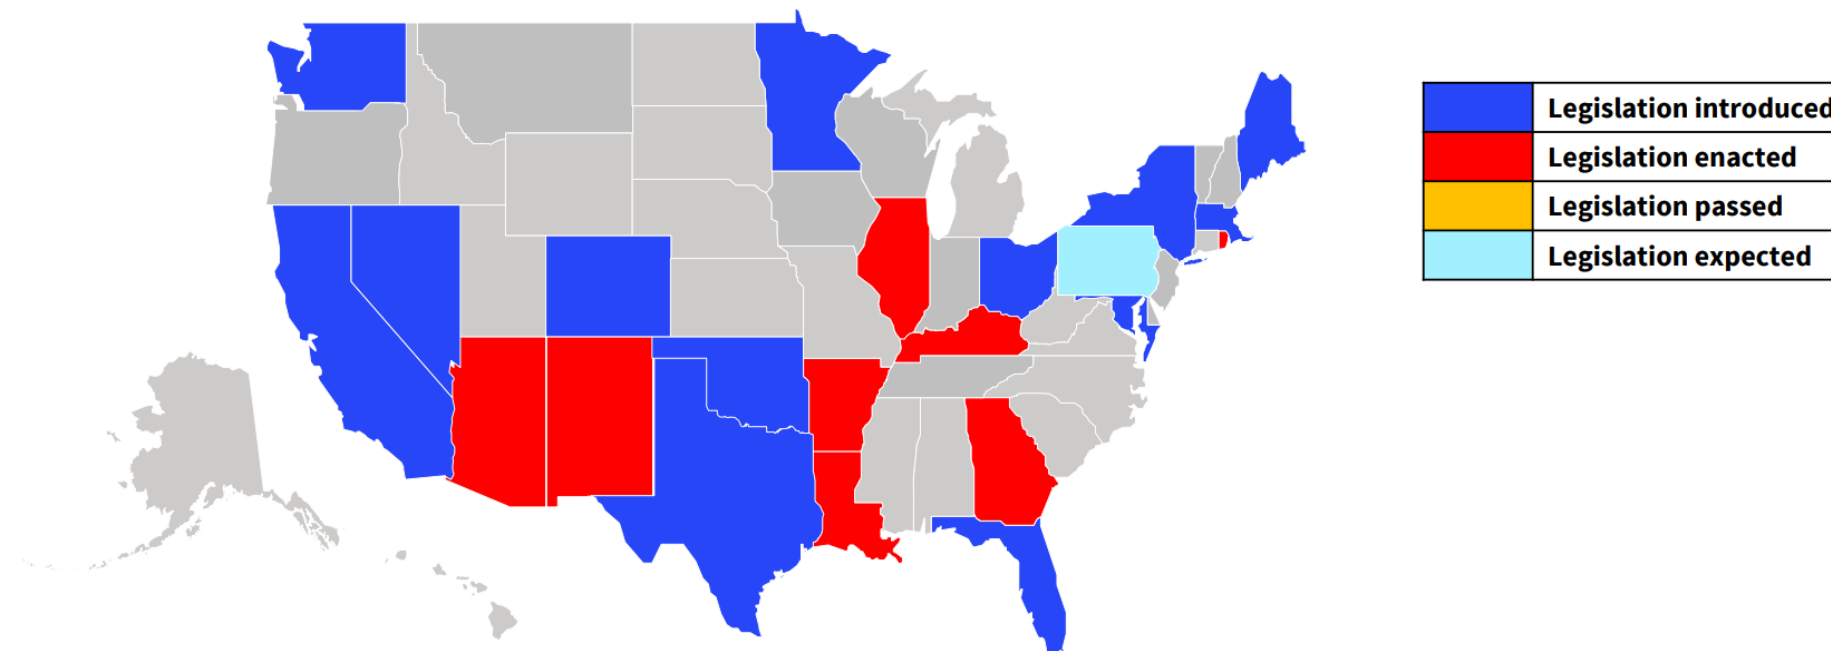 Legislation introduced
Legislation enacted
Legislation passed
Legislation expected